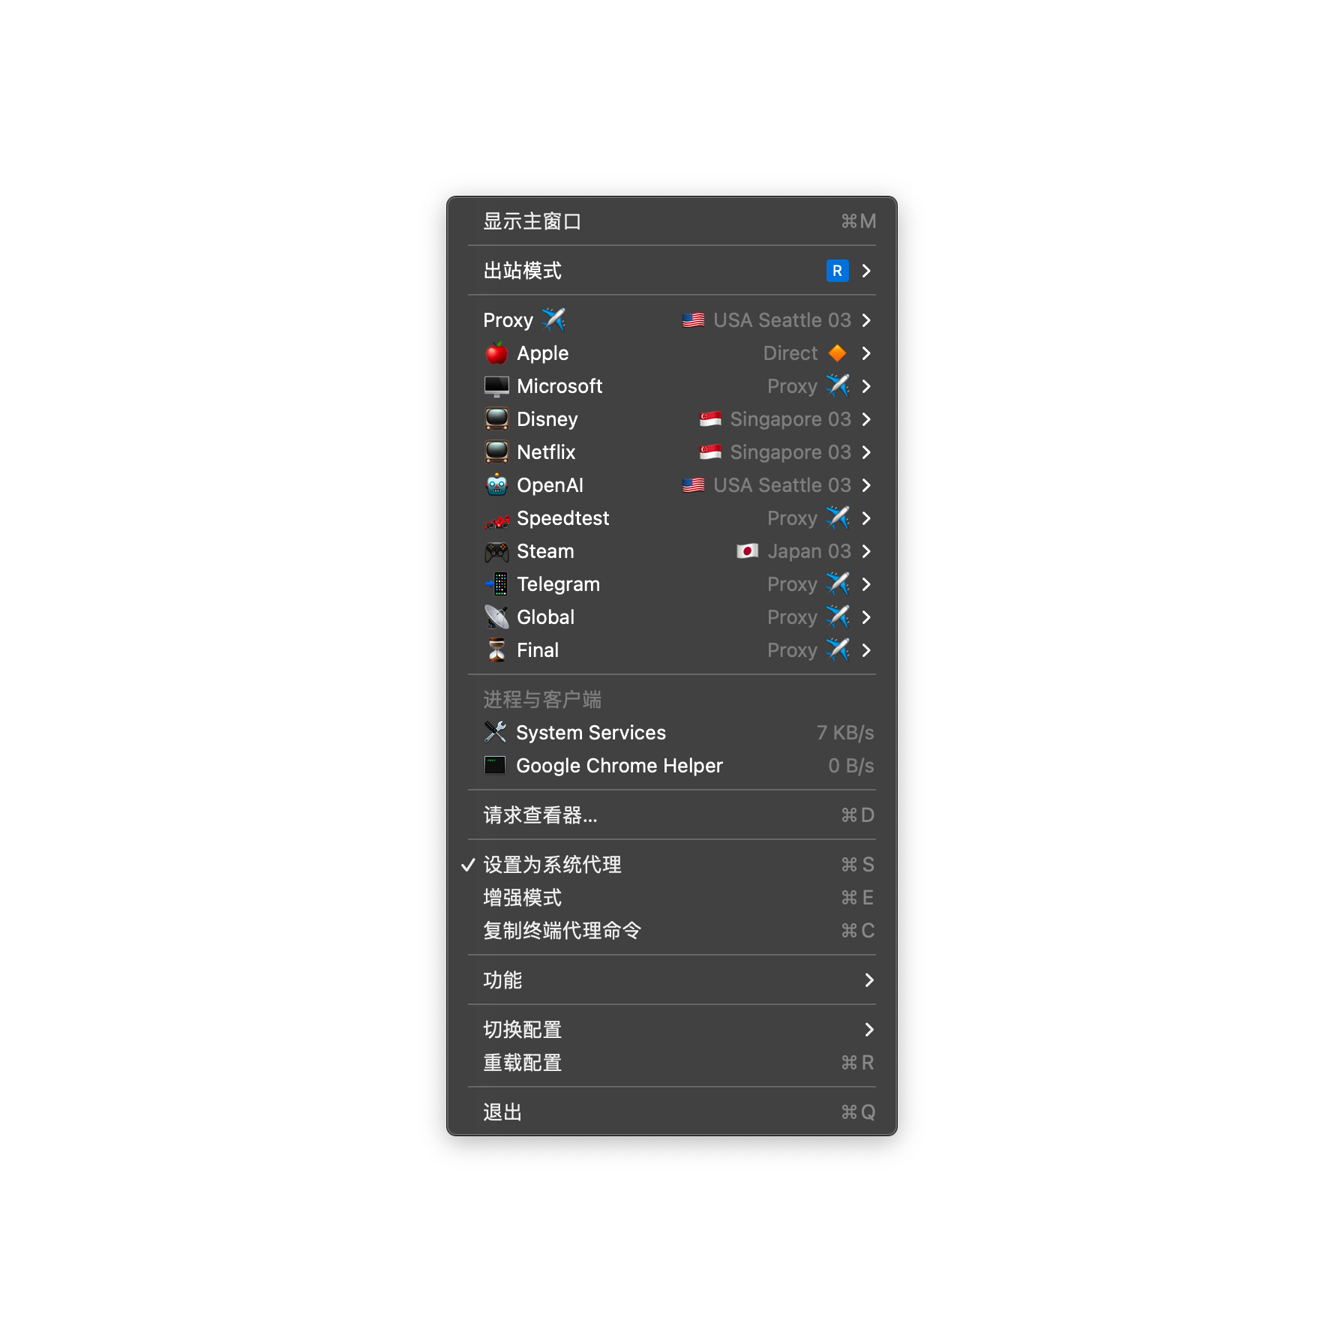 显示主窗口 ⌘M
出站模式 R
Proxy ✈️ 🇺🇸 USA Seattle 03
🍎 Apple Direct 🔶
🖥️ Microsoft Proxy ✈️
📺 Disney 🇸🇬 Singapore 03
📺 Netflix 🇸🇬 Singapore 03
🤖 OpenAI 🇺🇸 USA Seattle 03
🏎️ Speedtest Proxy ✈️
🎮 Steam 🇯🇵 Japan 03
📲 Telegram Proxy ✈️
📡 Global Proxy ✈️
⏳ Final Proxy ✈️
进程与客户端
System Services 7 KB/s
Google Chrome Helper 0 B/s
请求查看器... ⌘D
✓ 设置为系统代理 ⌘S
增强模式 ⌘E
复制终端代理命令 ⌘C
功能
切换配置
重载配置 ⌘R
退出 ⌘Q